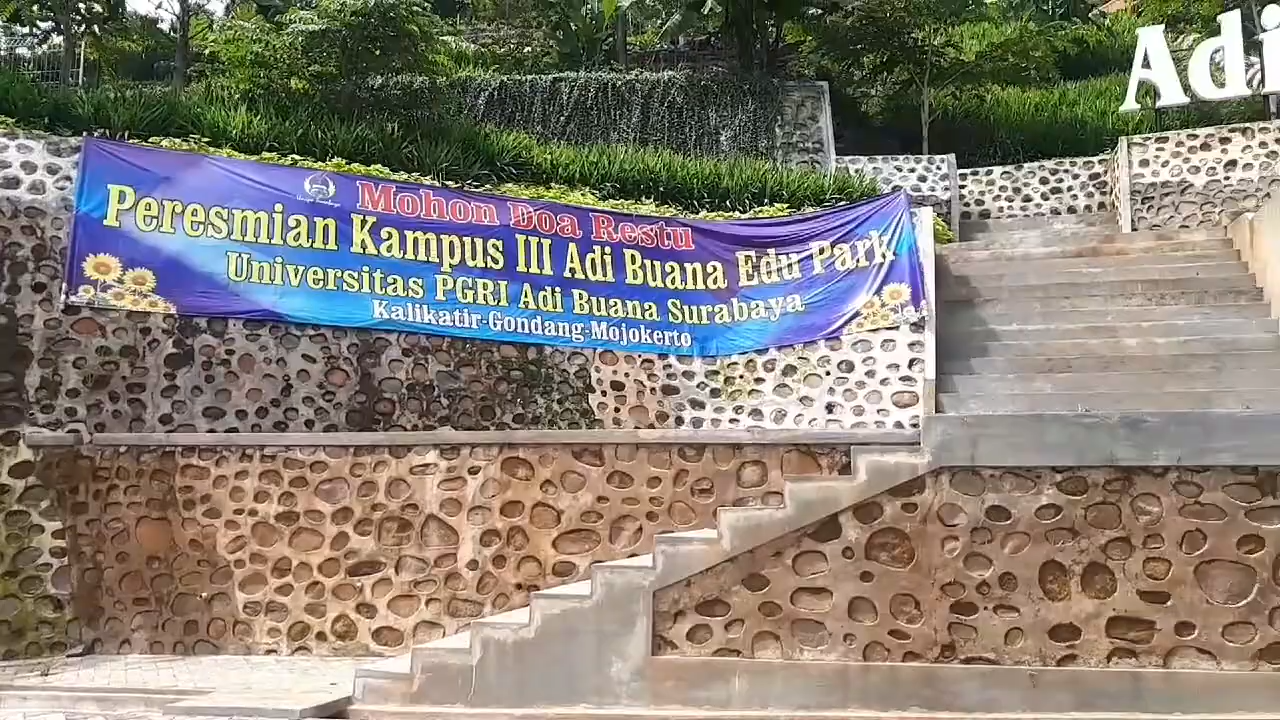 Mohon Doa Restu
Peresmian Kampus III Adi Buana Edu Park
Universitas PGRI Adi Buana Surabaya
Kalikatir-Gondang-Mojokerto
Adi